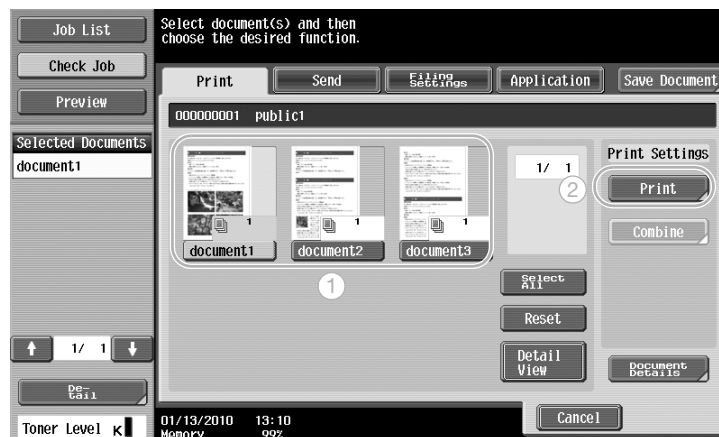 Job List
Check Job
Preview
Selected Documents
document1
1/ 1
De-
tail
Toner Level K
Select document(s) and then
choose the desired function.
Print
Send
Filing
Settings
Application
Save Document
000000001 public1
1
1
1
document1
document2
document3
1
1/ 1
2
Select
All
Reset
Detail
View
Print Settings
Print
Combine
Document
Details
01/13/2010 13:10
Memory 99%
Cancel